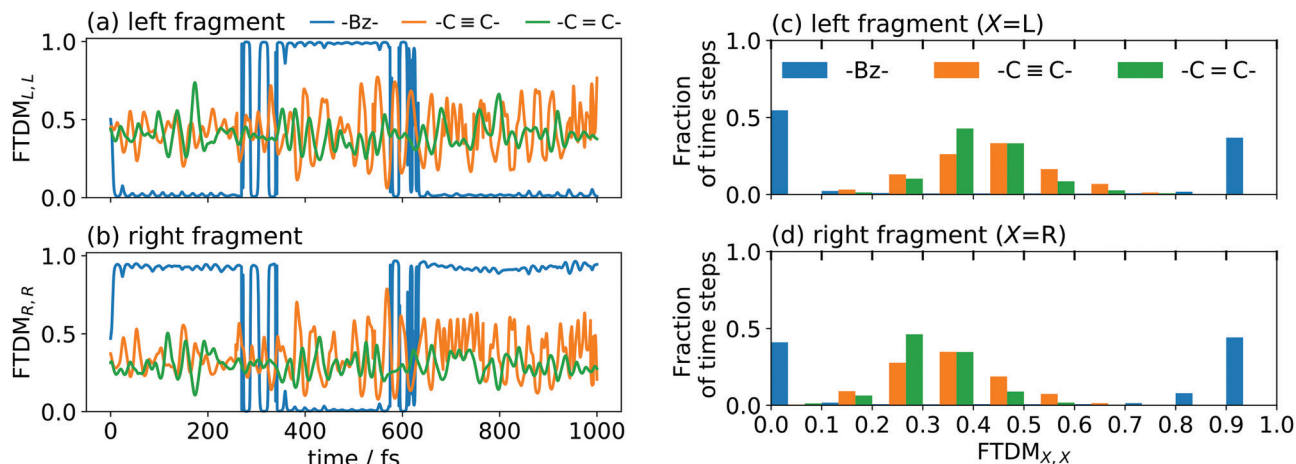 (a) left fragment -Bz- -C≡C- -C=C-
1.0
0.5
0.0
FTDM_{L,L}
(b) right fragment
1.0
0.5
0.0
FTDM_{R,R}
0 200 400 600 800 1000
time / fs
(c) left fragment (X=L)
1.0
0.5
0.0
Fraction
of time steps
-Bz- -C≡C- -C=C-
(d) right fragment (X=R)
1.0
0.5
0.0
Fraction
of time steps
0.0 0.1 0.2 0.3 0.4 0.5 0.6 0.7 0.8 0.9 1.0
FTDM_{X,X}